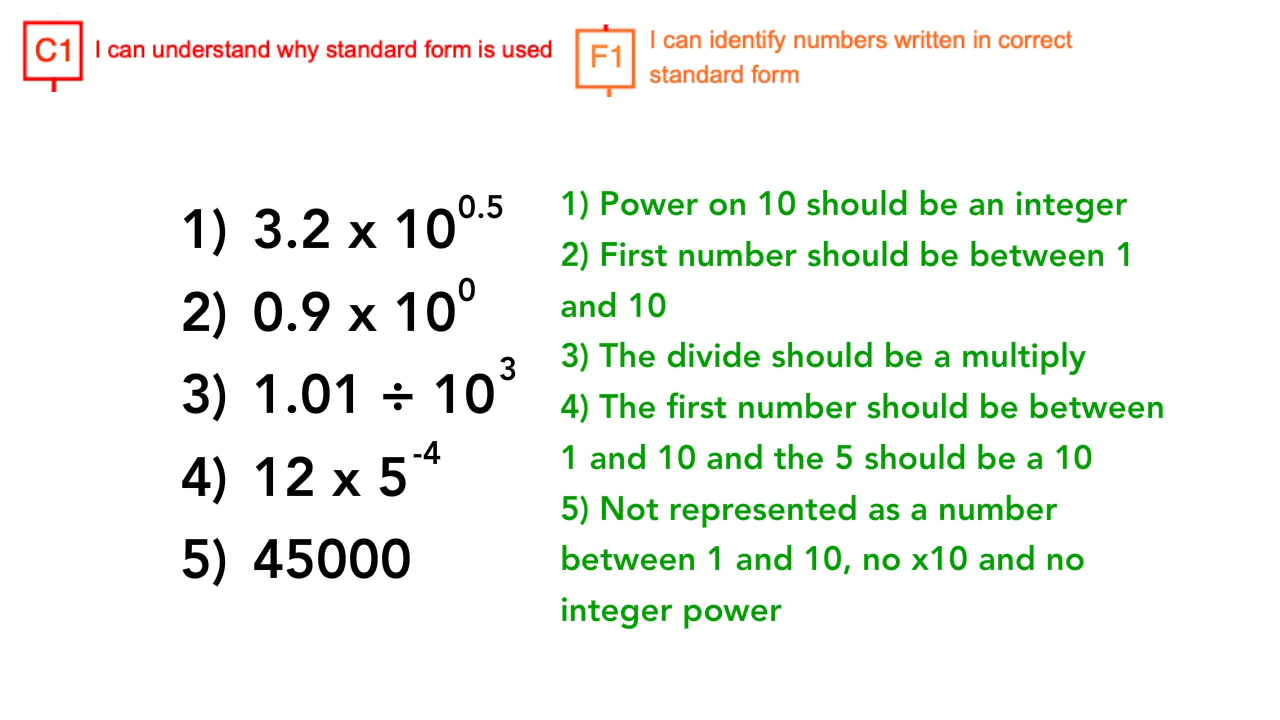 C1 I can understand why standard form is used
F1 I can identify numbers written in correct
standard form
1) 3.2 x 10^0.5
2) 0.9 x 10^0
3) 1.01 ÷ 10^3
4) 12 x 5^-4
5) 45000
1) Power on 10 should be an integer
2) First number should be between 1
and 10
3) The divide should be a multiply
4) The first number should be between
1 and 10 and the 5 should be a 10
5) Not represented as a number
between 1 and 10, no x10 and no
integer power